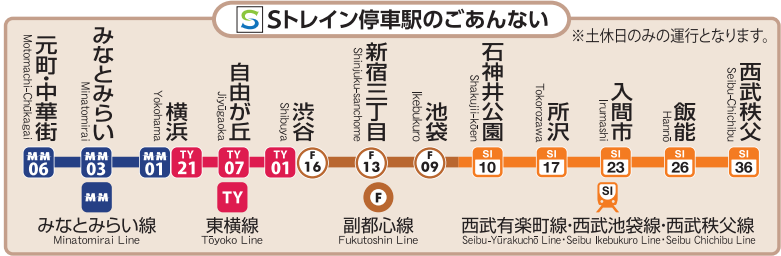 S Sトレイン停車駅のごあんない
※土休日のみの運行となります。
元町・中華街
Motomachi-Chūkagai
みなとみらい
Minatomirai
横浜
Yokohama
自由が丘
Jiyūgaoka
渋谷
Shibuya
新宿三丁目
Shinjuku-sanchome
池袋
Ikebukuro
石神井公園
Shakujii-kōen
所沢
Tokorozawa
入間市
Irumashi
飯能
Hannō
西武秩父
Seibu-Chichibu
MM 06
MM 03
MM 01
TY 21
TY 07
TY 01
F 16
F 13
F 09
SI 10
SI 17
SI 23
SI 26
SI 36
MM
TY
F
SI
みなとみらい線
Minatomirai Line
東横線
Tōyoko Line
副都心線
Fukutoshin Line
西武有楽町線・西武池袋線・西武秩父線
Seibu-Yūrakuchō Line・Seibu Ikebukuro Line・Seibu Chichibu Line